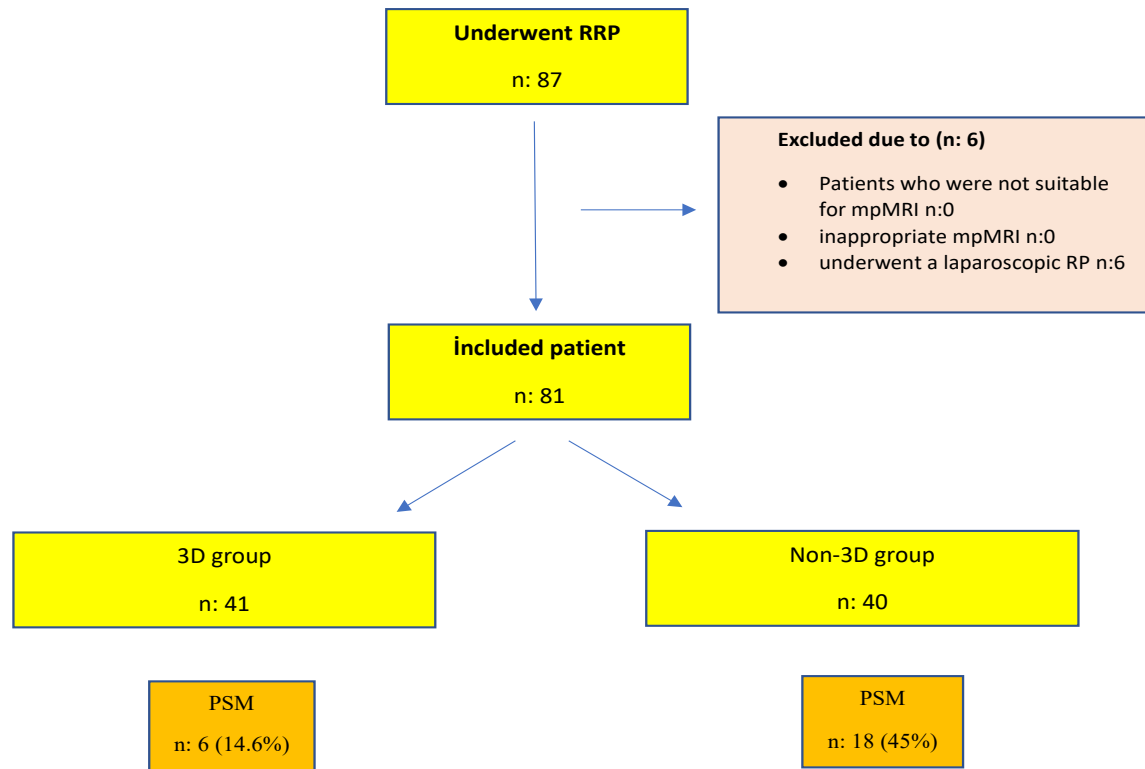 Underwent RRP
n: 87
Excluded due to (n: 6)
• Patients who were not suitable
for mpMRI n:0
• inappropriate mpMRI n:0
• underwent a laparoscopic RP n:6
İncluded patient
n: 81
3D group
n: 41
Non-3D group
n: 40
PSM
n: 6 (14.6%)
PSM
n: 18 (45%)